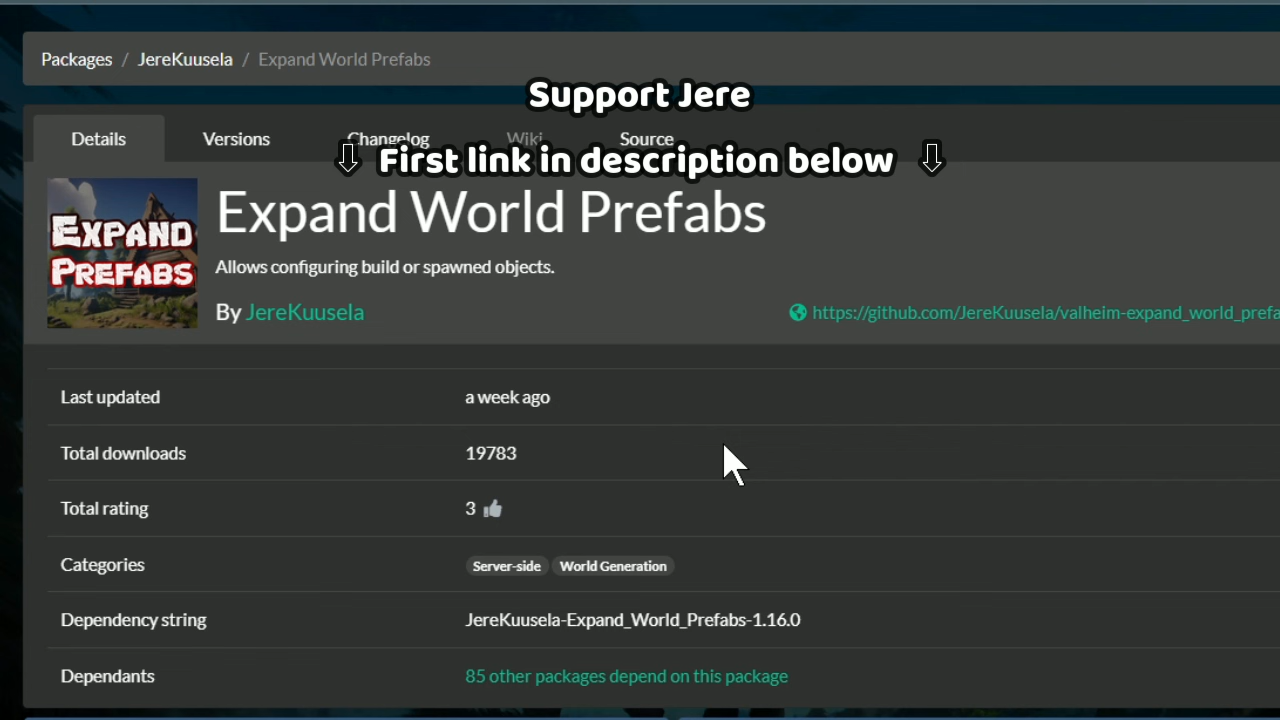 Packages / JereKuusela / Expand World Prefabs
Support Jere
Details Versions Changelog Wiki Source
⇩ First link in description below ⇩
EXPAND
PREFABS
Expand World Prefabs
Allows configuring build or spawned objects.
By JereKuusela
https://github.com/JereKuusela/valheim-expand_world_prefa
Last updated a week ago
Total downloads 19783
Total rating 3
Categories Server-side World Generation
Dependency string JereKuusela-Expand_World_Prefabs-1.16.0
Dependants 85 other packages depend on this package